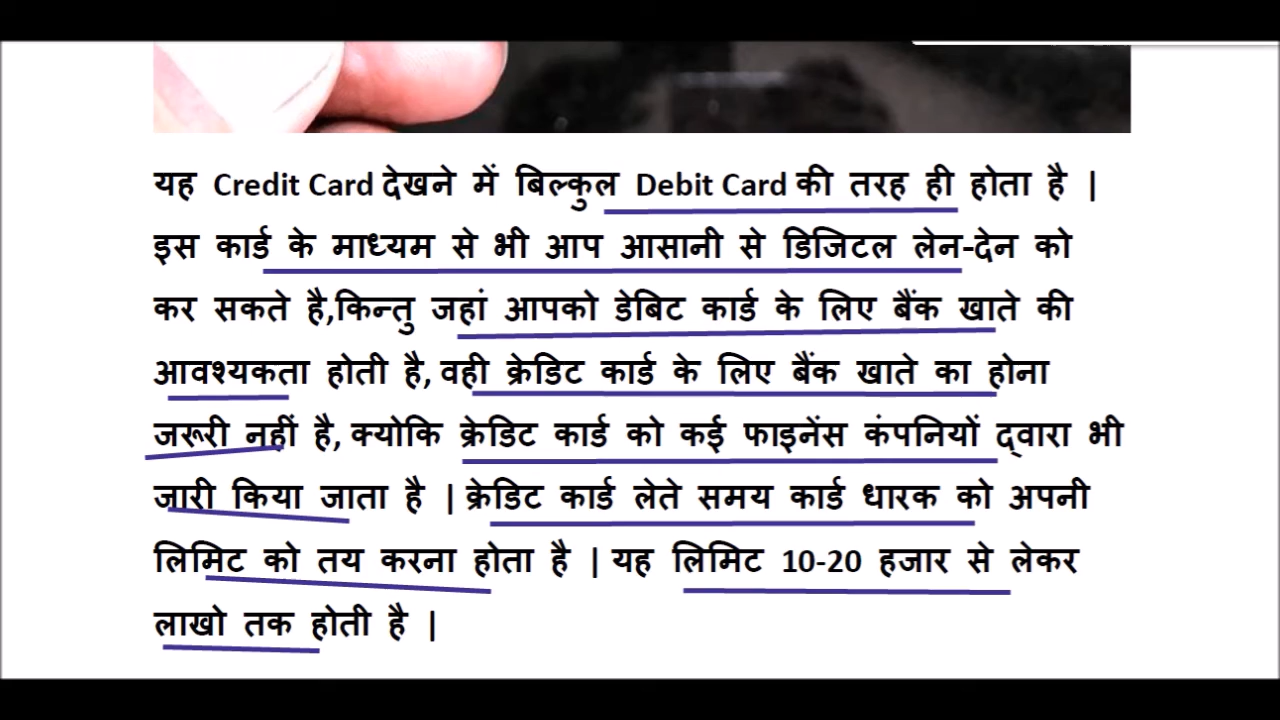 यह Credit Card देखने में बिल्कुल Debit Card की तरह ही होता है |
इस कार्ड के माध्यम से भी आप आसानी से डिजिटल लेन-देन को
कर सकते है,किन्तु जहां आपको डेबिट कार्ड के लिए बैंक खाते की
आवश्यकता होती है, वही क्रेडिट कार्ड के लिए बैंक खाते का होना
जरूरी नहीं है, क्योकि क्रेडिट कार्ड को कई फाइनेंस कंपनियों द्वारा भी
जारी किया जाता है | क्रेडिट कार्ड लेते समय कार्ड धारक को अपनी
लिमिट को तय करना होता है | यह लिमिट 10-20 हजार से लेकर
लाखो तक होती है |